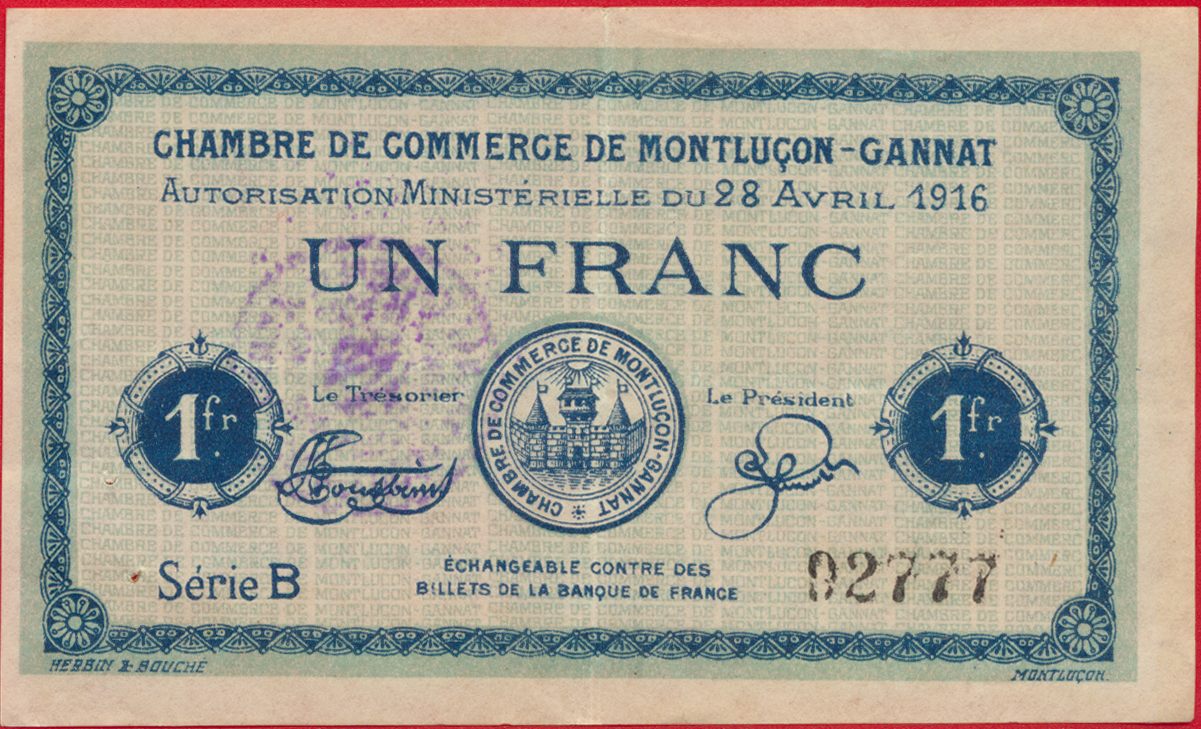 CHAMBRE DE COMMERCE DE MONTLUÇON-GANNAT
AUTORISATION MINISTÉRIELLE DU 28 AVRIL 1916
UN FRANC
Le Trésorier
Le Président
1fr.
CHAMBRE DE COMMERCE DE MONTLUÇON-GANNAT
1fr.
Série B
ÉCHANGEABLE CONTRE DES
BILLETS DE LA BANQUE DE FRANCE
02777
HERBIN & BOUCHÉ
MONTLUÇON.